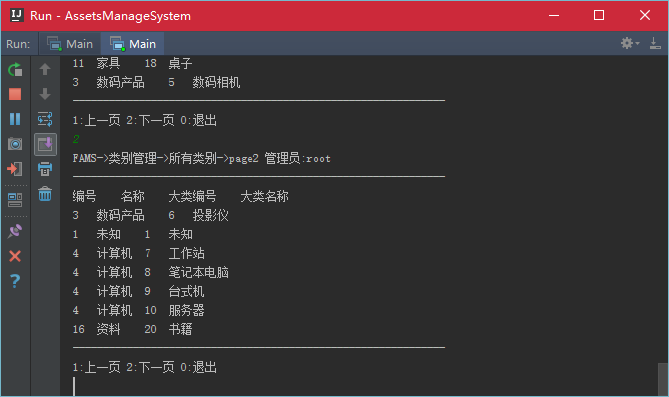 Run - AssetsManageSystem
Run: Main Main
11 家具 18 桌子
3 数码产品 5 数码相机
1:上一页 2:下一页 0:退出
2
FAMS->类别管理->所有类别->page2 管理员:root
编号 名称 大类编号 大类名称
3 数码产品 6 投影仪
1 未知 1 未知
4 计算机 7 工作站
4 计算机 8 笔记本电脑
4 计算机 9 台式机
4 计算机 10 服务器
16 资料 20 书籍
1:上一页 2:下一页 0:退出